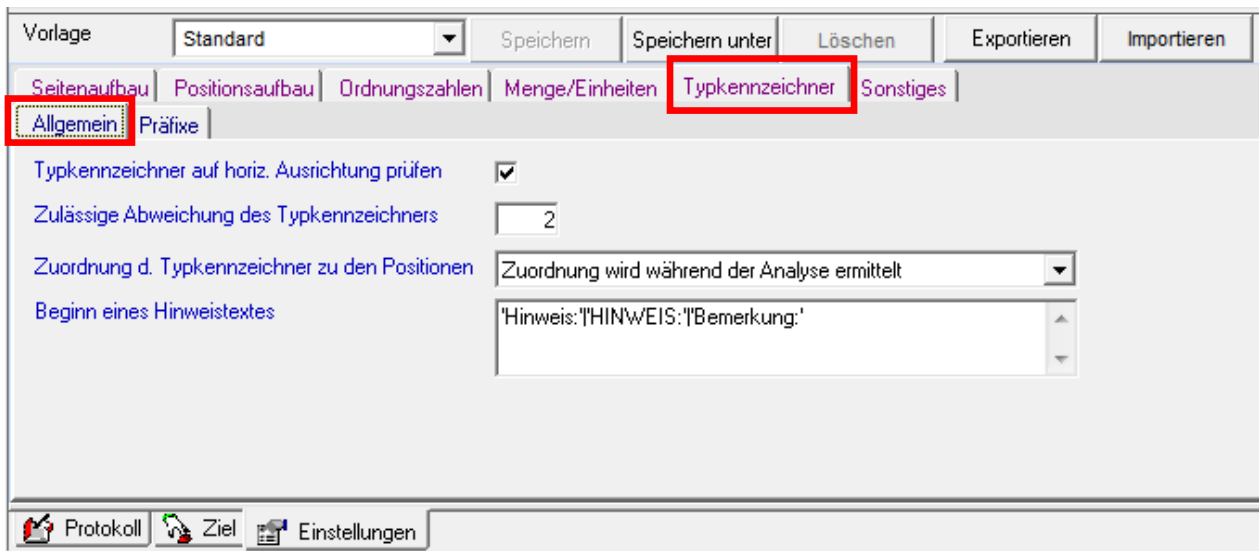 Vorlage Standard Speichern Speichern unter Löschen Exportieren Importieren
Seitenaufbau Positionsaufbau Ordnungszahlen Menge/Einheiten Typkennzeichner Sonstiges
Allgemein Präfixe
Typkennzeichner auf horiz. Ausrichtung prüfen
Zulässige Abweichung des Typkennzeichners 2
Zuordnung d. Typkennzeichner zu den Positionen Zuordnung wird während der Analyse ermittelt
Beginn eines Hinweistextes 'Hinweis:'|'HINWEIS:'|'Bemerkung:'
Protokoll Ziel Einstellungen